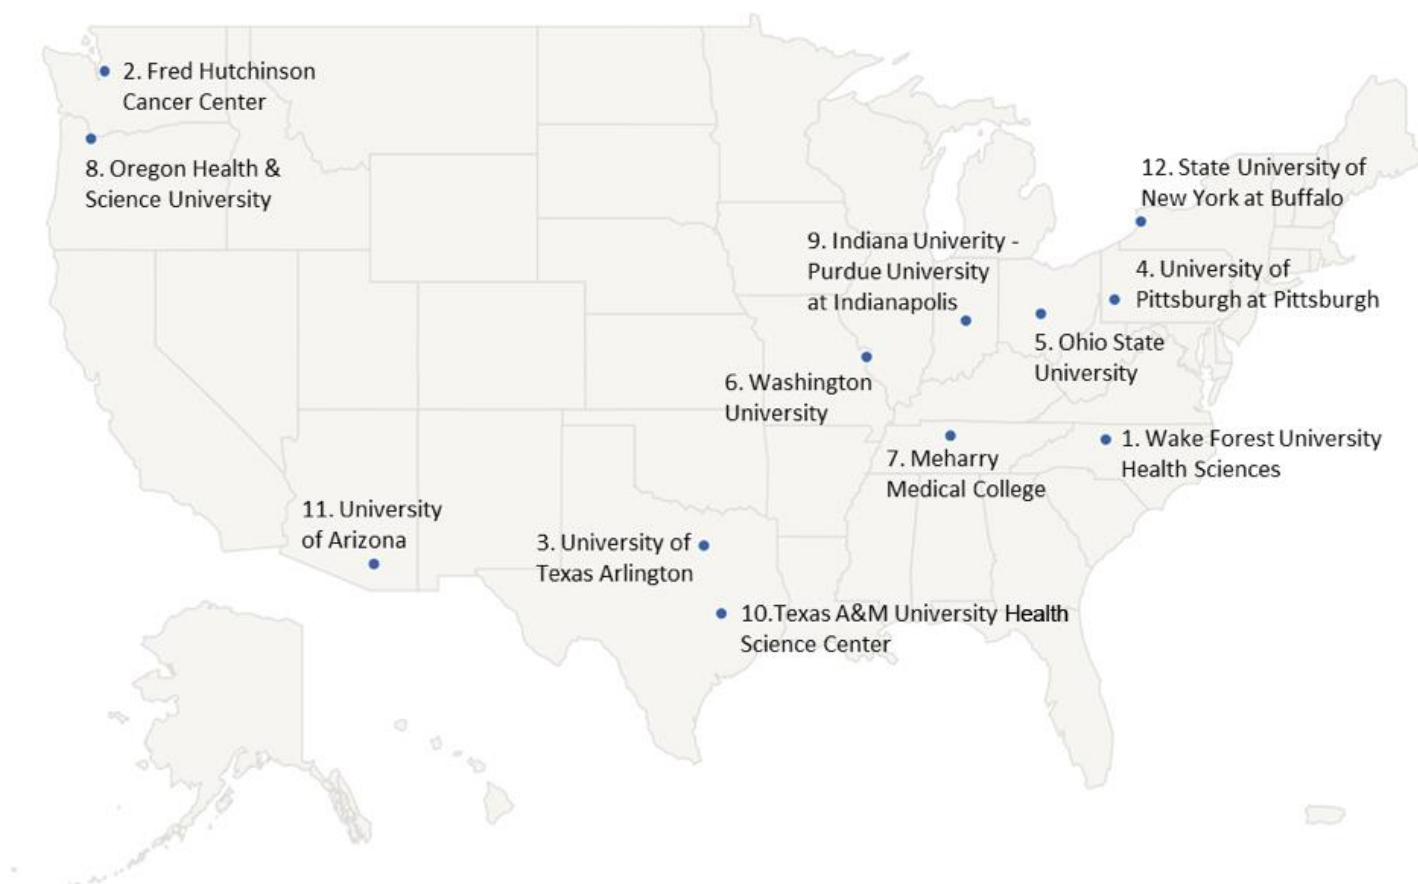 2. Fred Hutchinson
Cancer Center
8. Oregon Health &
Science University
12. State University of
New York at Buffalo
9. Indiana Univerity -
Purdue University
at Indianapolis
4. University of
Pittsburgh at Pittsburgh
5. Ohio State
University
6. Washington
University
1. Wake Forest University
Health Sciences
7. Meharry
Medical College
11. University
of Arizona
3. University of
Texas Arlington
10.Texas A&M University Health
Science Center